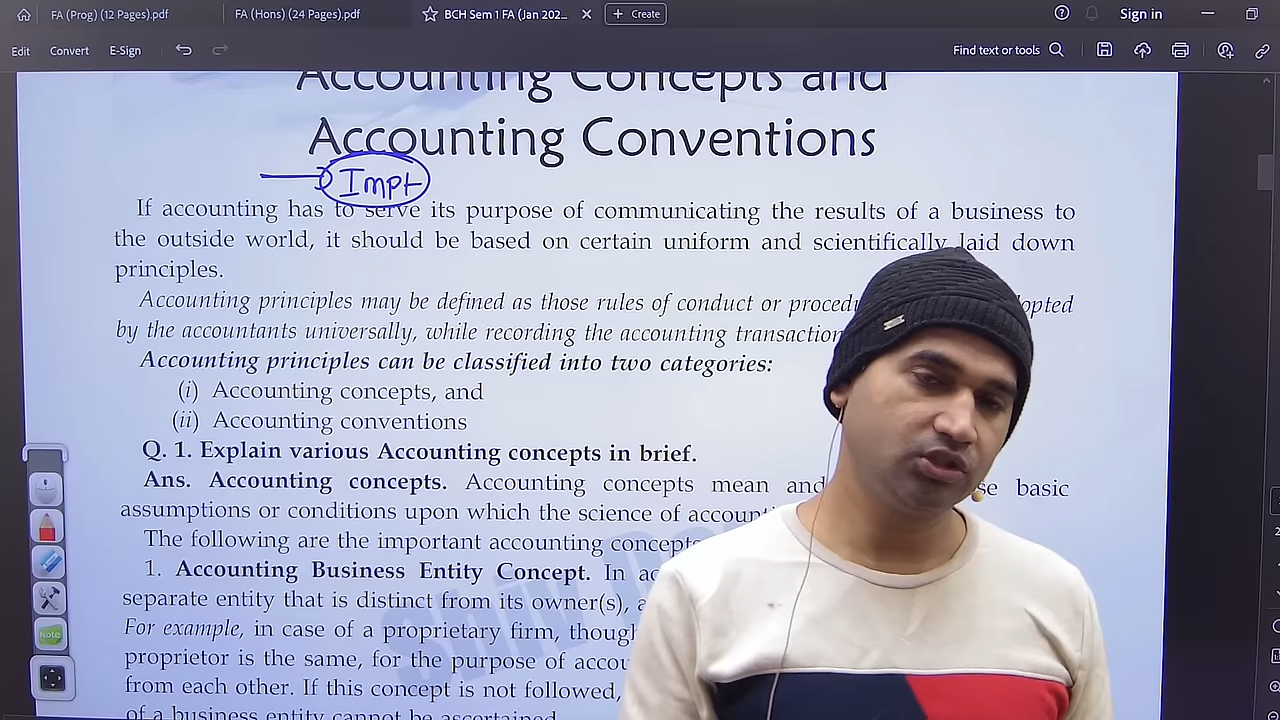 FA (Prog) (12 Pages).pdf
FA (Hons) (24 Pages).pdf
BCH Sem 1 FA (Jan 202...
Create
Sign in
Edit Convert E-Sign
Find text or tools
Accounting Concepts and
Accounting Conventions
Impt
If accounting has to serve its purpose of communicating the results of a business to
the outside world, it should be based on certain uniform and scientifically laid down
principles.
Accounting principles may be defined as those rules of conduct or
by the accountants universally, while recording the accounting
Accounting principles can be classified into two categories:
(i) Accounting concepts, and
(ii) Accounting conventions
Q. 1. Explain various Accounting concepts in brief.
Ans. Accounting concepts. Accounting concepts mean and basic
assumptions or conditions upon which the science of
The following are the important accounting
1. Accounting Business Entity Concept. In
separate entity that is distinct from its owner(s),
For example, in case of a proprietary firm, though
proprietor is the same, for the purpose of
from each other. If this concept is not followed,
of a business entity cannot be ascertained
Note